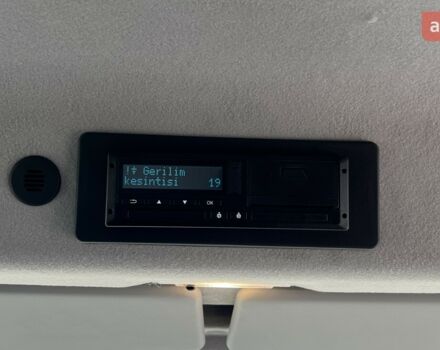 !† Gerilim
kesintisi 19
OK
a